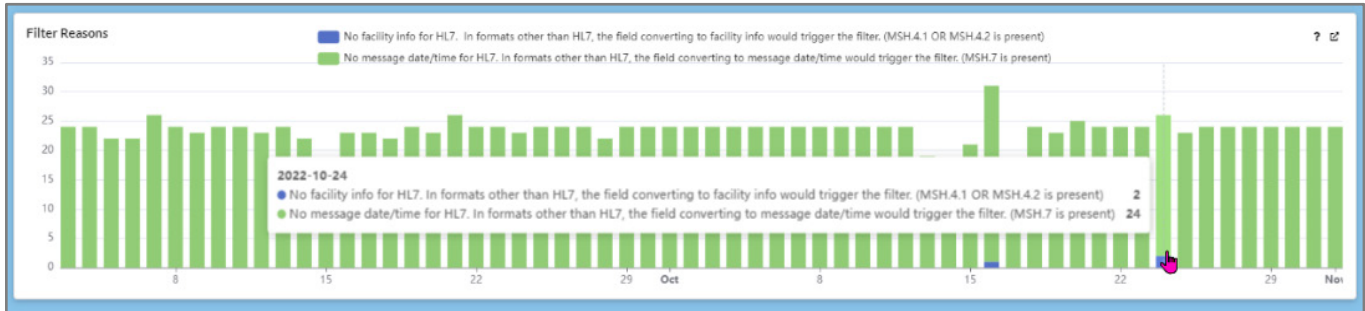 Filter Reasons
No facility info for HL7. In formats other than HL7, the field converting to facility info would trigger the filter. (MSH.4.1 OR MSH.4.2 is present)
?
No message date/time for HL7. In formats other than HL7, the field converting to message date/time would trigger the filter. (MSH.7 is present)
35
30
25
20
15
10
5
0
2022-10-24
No facility info for HL7. In formats other than HL7, the field converting to facility info would trigger the filter. (MSH.4.1 OR MSH.4.2 is present) 2
No message date/time for HL7. In formats other than HL7, the field converting to message date/time would trigger the filter. (MSH.7 is present) 24
8 15 22 29 Oct 8 15 22 29 Nov